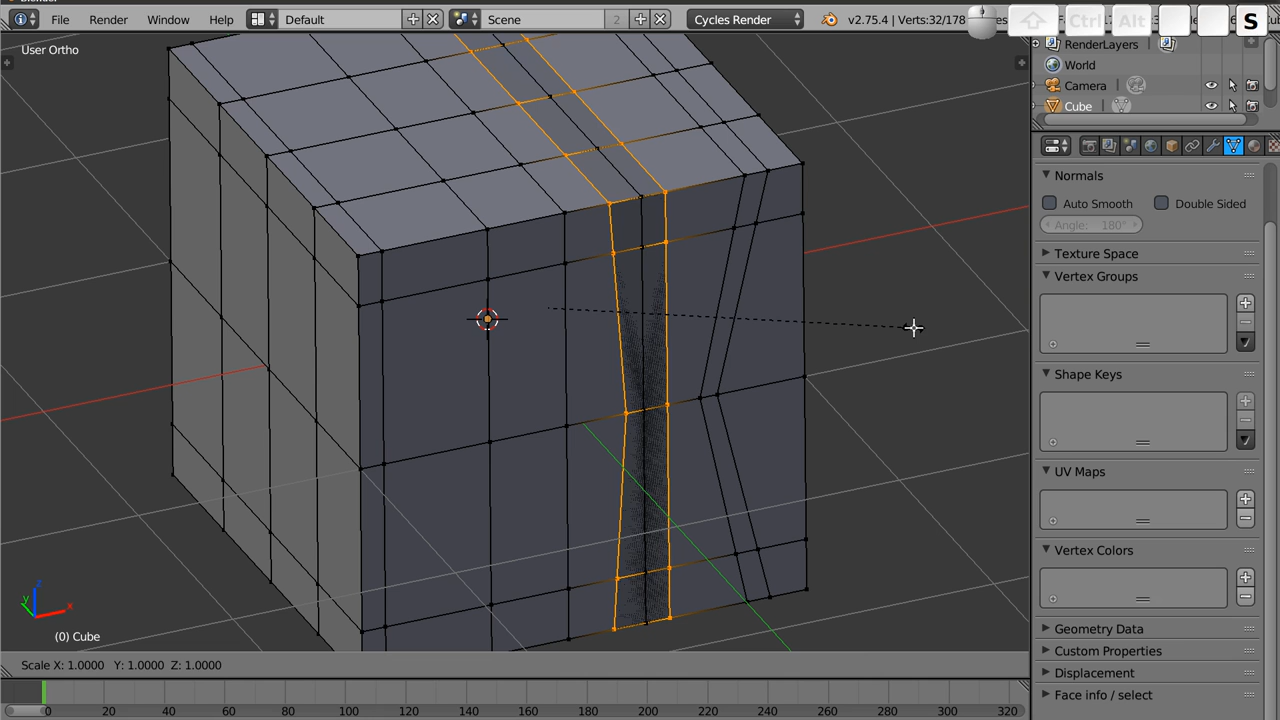 File Render Window Help Default Scene 2 Cycles Render v2.75.4 | Verts:32/178
Ctrl Alt S
User Ortho
RenderLayers
World
Camera
Cube
Normals
Auto Smooth Double Sided
Angle: 180°
Texture Space
Vertex Groups
Shape Keys
UV Maps
Vertex Colors
Geometry Data
Custom Properties
Displacement
Face info / select
z
y
x
(0) Cube
Scale X: 1.0000 Y: 1.0000 Z: 1.0000
0 20 40 60 80 100 120 140 160 180 200 220 240 260 280 300 320